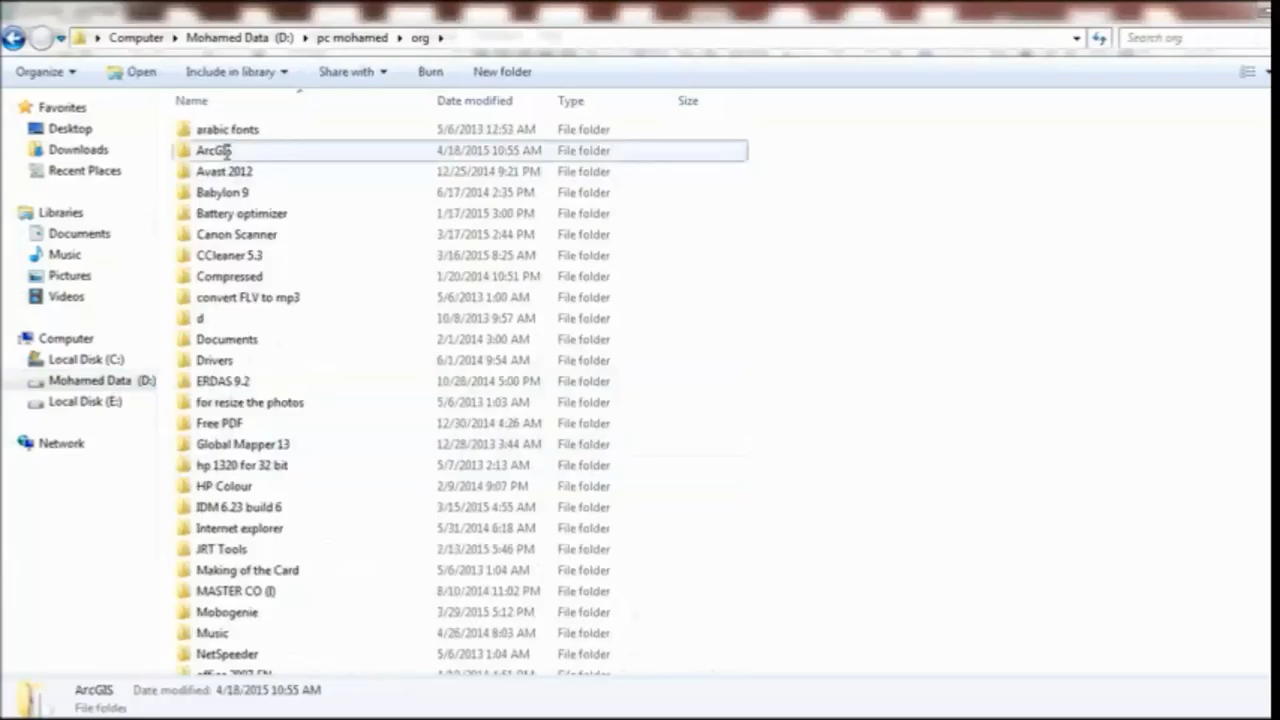 Computer Mohamed Data (D:) pc mohamed org Search org
Organize Open Include in library Share with Burn New folder
Name Date modified Type Size
Favorites
Desktop
Downloads
Recent Places
Libraries
Documents
Music
Pictures
Videos
Computer
Local Disk (C:)
Mohamed Data (D:)
Local Disk (E:)
Network
arabic fonts 5/6/2013 12:53 AM File folder
ArcGIS 4/18/2015 10:55 AM File folder
Avast 2012 12/25/2014 9:21 PM File folder
Babylon 9 6/17/2014 2:35 PM File folder
Battery optimizer 1/17/2015 3:00 PM File folder
Canon Scanner 3/17/2015 2:44 PM File folder
CCleaner 5.3 3/16/2015 8:25 AM File folder
Compressed 1/20/2014 10:51 PM File folder
convert FLV to mp3 5/6/2013 1:00 AM File folder
d 10/8/2013 9:57 AM File folder
Documents 2/1/2014 3:00 AM File folder
Drivers 6/1/2014 9:54 AM File folder
ERDAS 9.2 10/28/2014 5:00 PM File folder
for resize the photos 5/6/2013 1:03 AM File folder
Free PDF 12/30/2014 4:26 AM File folder
Global Mapper 13 12/28/2013 3:44 AM File folder
hp 1320 for 32 bit 5/7/2013 2:13 AM File folder
HP Colour 2/9/2014 9:07 PM File folder
IDM 6.23 build 6 3/15/2015 4:55 AM File folder
Internet explorer 5/31/2014 6:18 AM File folder
JRT Tools 2/13/2015 5:46 PM File folder
Making of the Card 5/6/2013 1:04 AM File folder
MASTER CO (I) 8/10/2014 11:02 PM File folder
Mobogenie 3/29/2015 5:12 PM File folder
Music 4/26/2014 8:03 AM File folder
NetSpeeder 5/6/2013 1:04 AM File folder
ArcGIS Date modified: 4/18/2015 10:55 AM
File folder